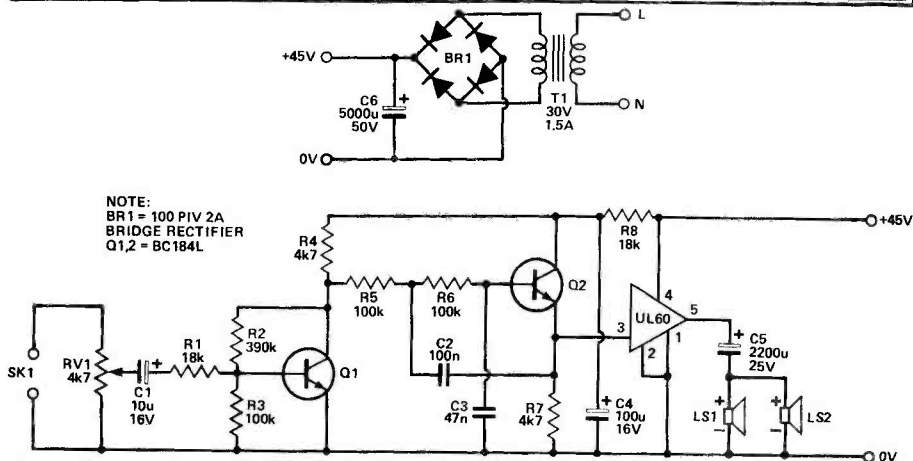 L
+45V
BR1
C6
5000u
50V
+
T1
30V
1.5A
N
0V
NOTE:
BR1 = 100 PIV 2A
BRIDGE RECTIFIER
Q1,2 = BC184L
R4
4k7
R8
18k
+45V
R5
100k
R6
100k
Q2
UL60
4
5
3
2
1
SK1
RV1
4k7
+
C1
10u
16V
R1
18k
R2
390k
Q1
R3
100k
C2
100n
C3
47n
R7
4k7
+
C4
100u
16V
+
C5
2200u
25V
+
LS1
–
+
LS2
–
0V